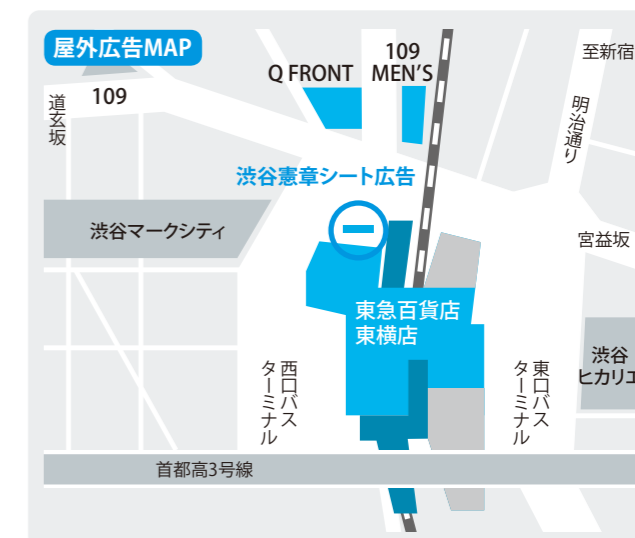 屋外広告MAP
109
道玄坂
Q FRONT
109
MEN'S
至新宿
明治通り
渋谷憲章シート広告
渋谷マークシティ
宮益坂
東急百貨店
東横店
渋谷
ヒカリエ
西口バス
ターミナル
東口バス
ターミナル
首都高3号線